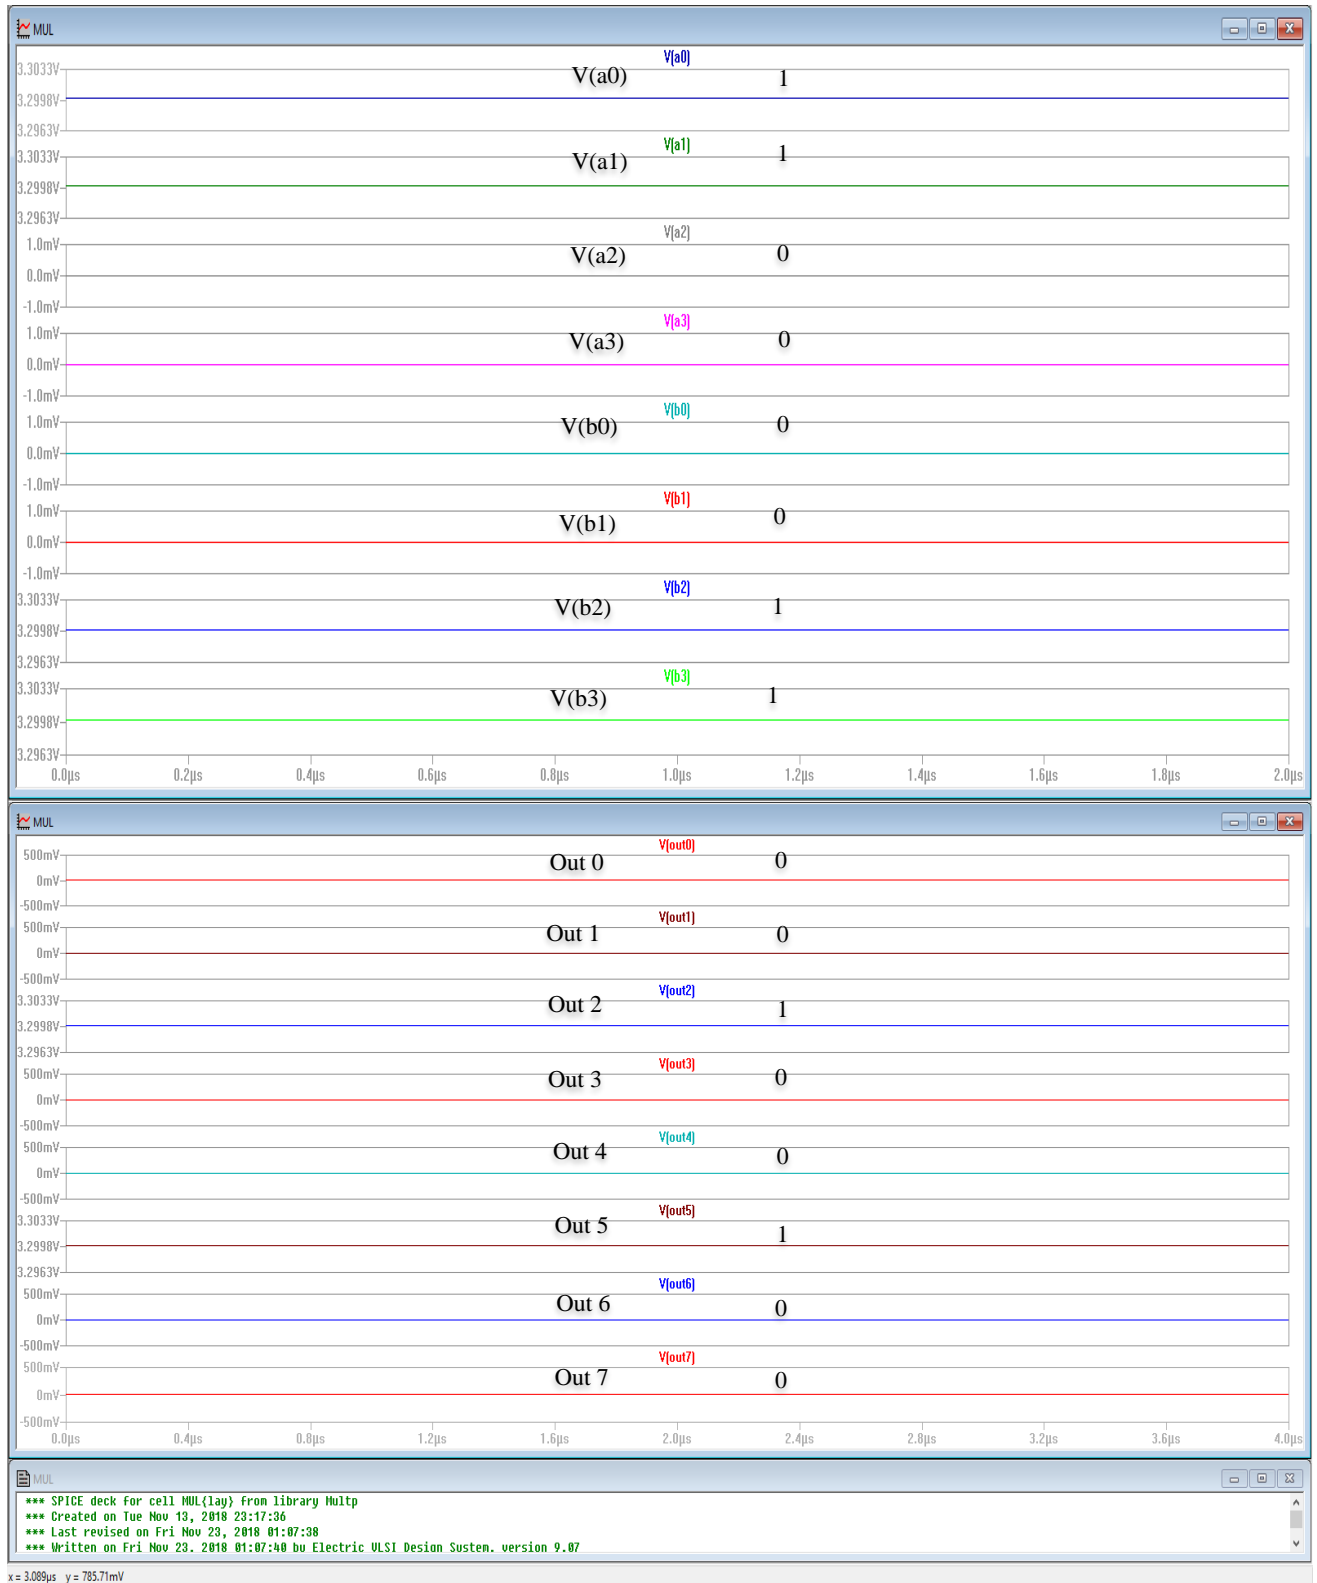 MUL
V(a0)
3.3033V
V(a0) 1
3.2998V
3.2963V
V(a1)
3.3033V
V(a1) 1
3.2998V
3.2963V
V(a2)
1.0mV
V(a2) 0
0.0mV
-1.0mV
V(a3)
1.0mV
V(a3) 0
0.0mV
-1.0mV
V(b0)
1.0mV
V(b0) 0
0.0mV
-1.0mV
V(b1)
1.0mV
V(b1) 0
0.0mV
-1.0mV
V(b2)
3.3033V
V(b2) 1
3.2998V
3.2963V
V(b3)
3.3033V
V(b3) 1
3.2998V
3.2963V
0.0µs 0.2µs 0.4µs 0.6µs 0.8µs 1.0µs 1.2µs 1.4µs 1.6µs 1.8µs 2.0µs
MUL
V(out0)
500mV
Out 0 0
0mV
-500mV
V(out1)
500mV
Out 1 0
0mV
-500mV
V(out2)
3.3033V
Out 2 1
3.2998V
3.2963V
V(out3)
500mV
Out 3 0
0mV
-500mV
V(out4)
500mV
Out 4 0
0mV
-500mV
V(out5)
3.3033V
Out 5 1
3.2998V
3.2963V
V(out6)
500mV
Out 6 0
0mV
-500mV
V(out7)
500mV
Out 7 0
0mV
-500mV
0.0µs 0.4µs 0.8µs 1.2µs 1.6µs 2.0µs 2.4µs 2.8µs 3.2µs 3.6µs 4.0µs
MUL
*** SPICE deck for cell MUL{lay} from library Multp
*** Created on Tue Nov 13, 2018 23:17:36
*** Last revised on Fri Nov 23, 2018 01:07:38
*** Written on Fri Nov 23, 2018 01:07:40 by Electric VLSI Design System, version 9.07
x = 3.089µs y = 785.71mV